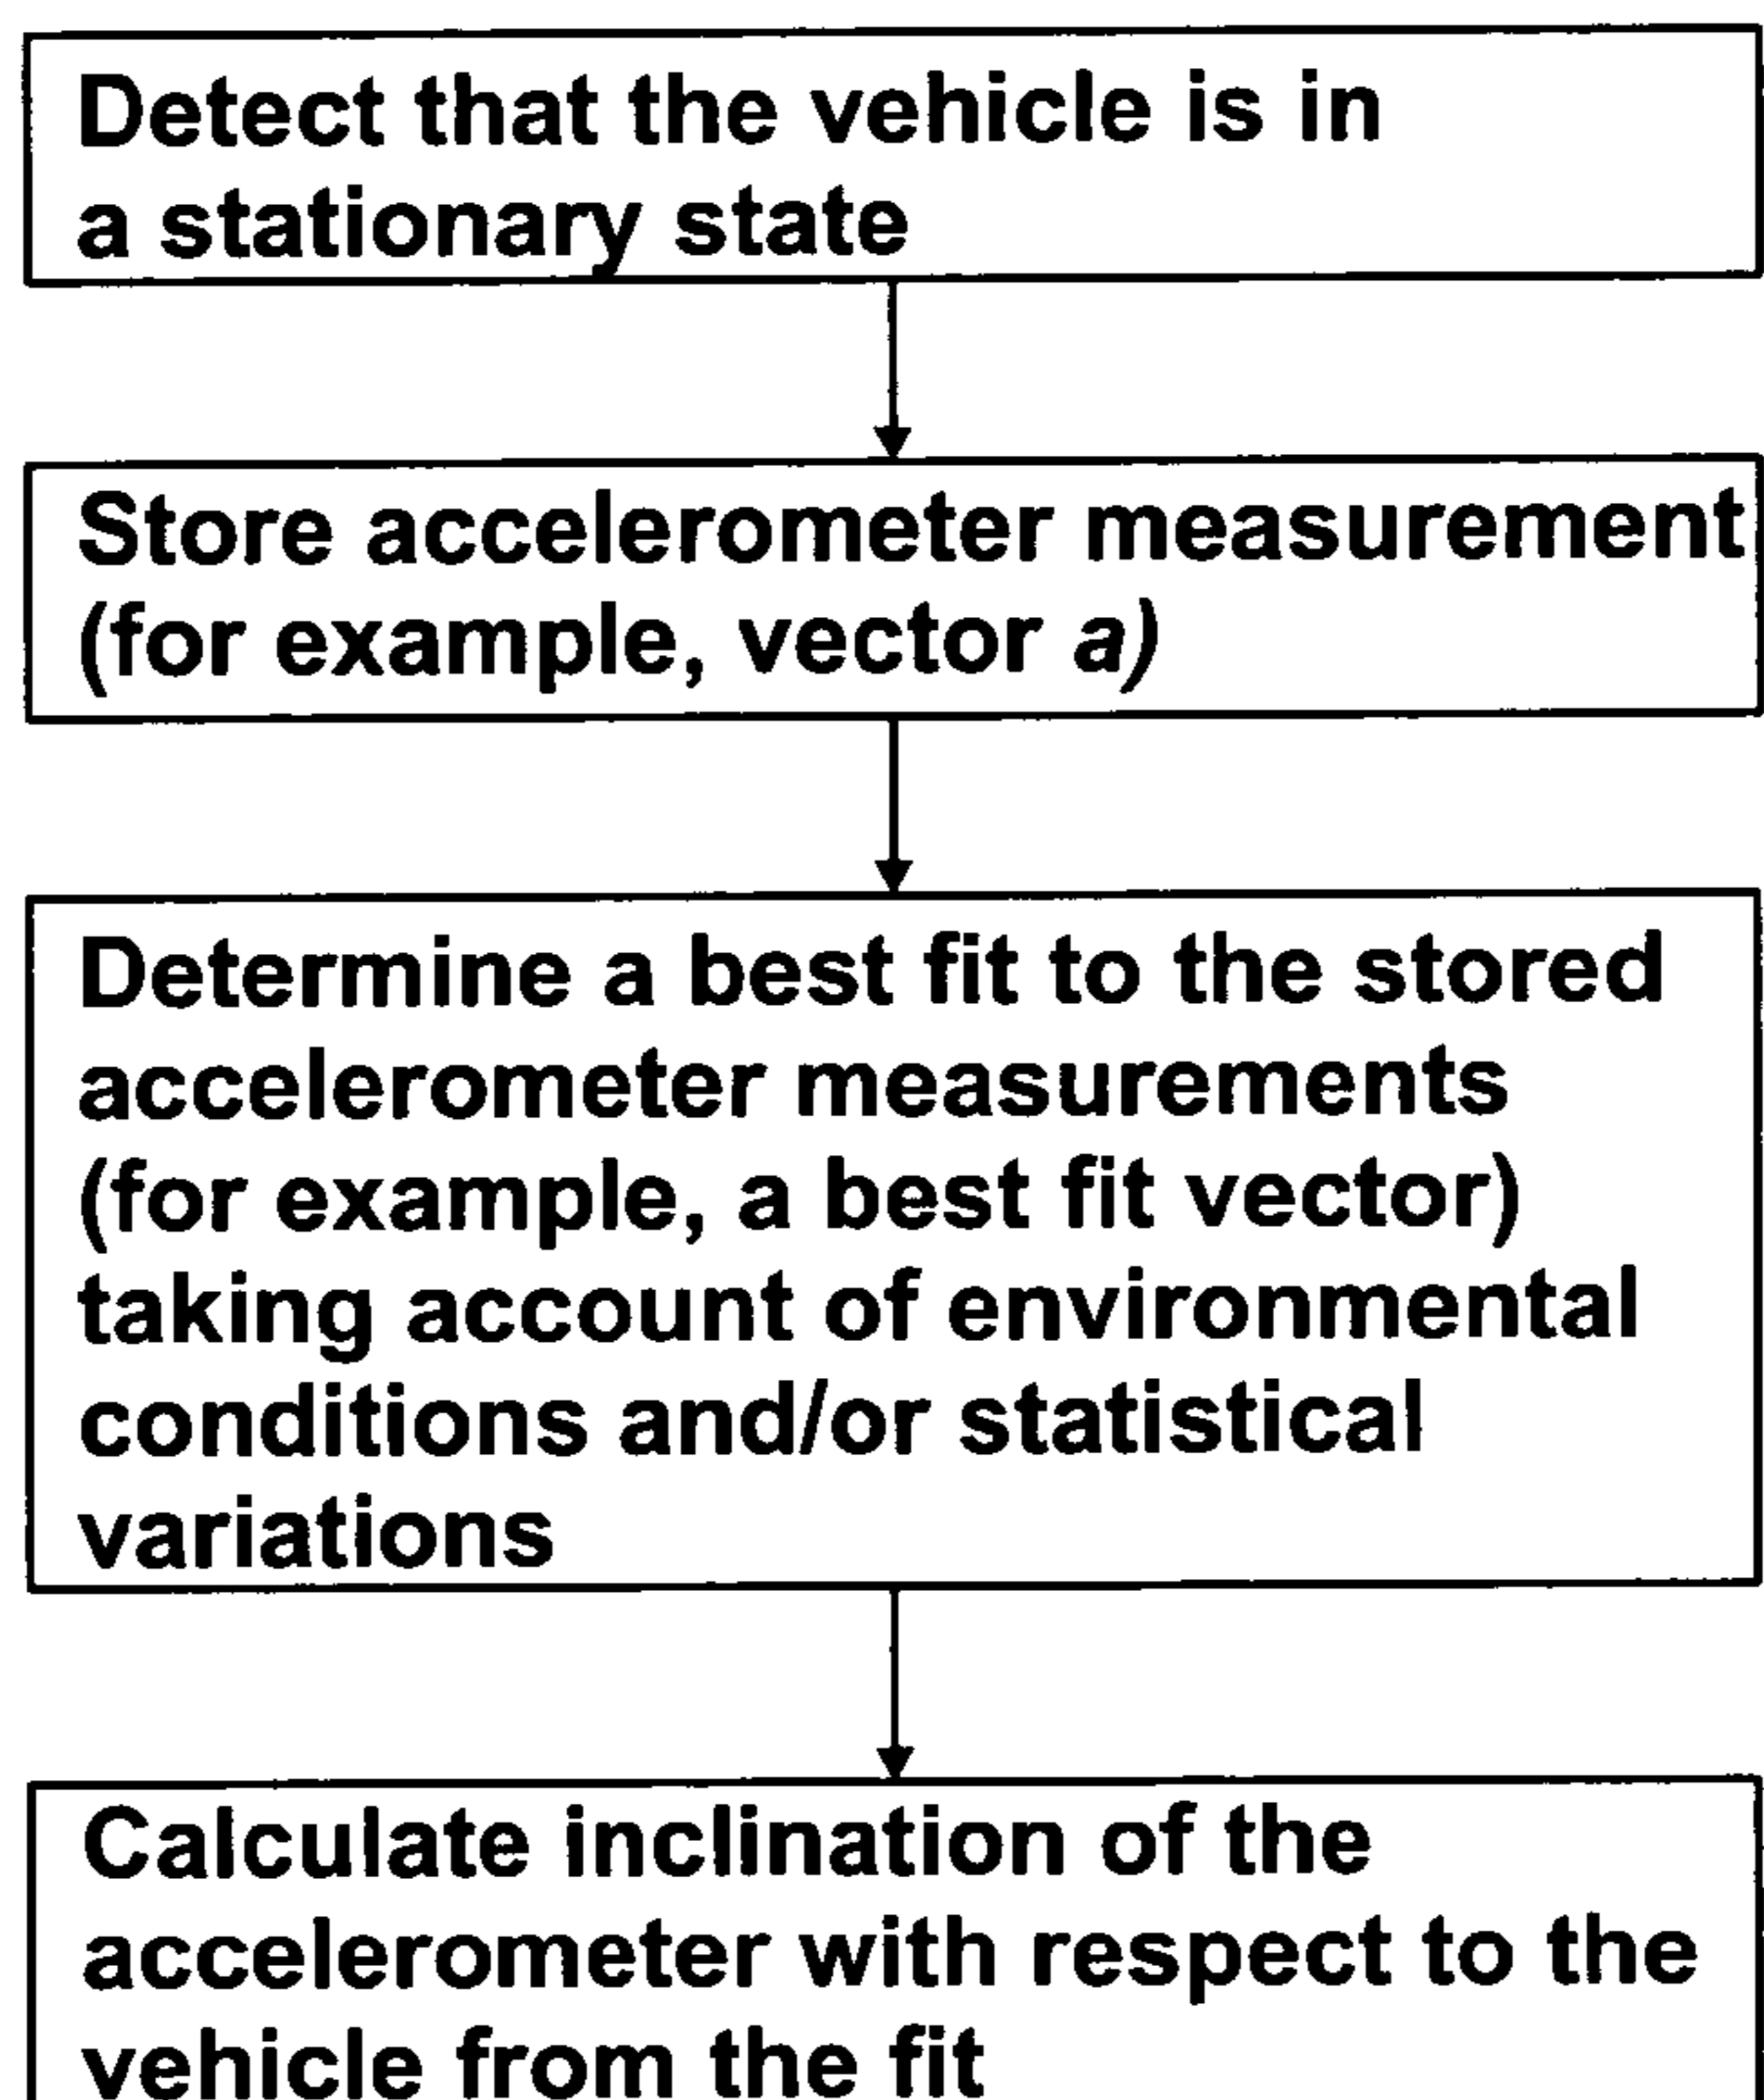 Detect that the vehicle is in
a stationary state
Store accelerometer measurement
(for example, vector a)
Determine a best fit to the stored
accelerometer measurements
(for example, a best fit vector)
taking account of environmental
conditions and/or statistical
variations
Calculate inclination of the
accelerometer with respect to the
vehicle from the fit